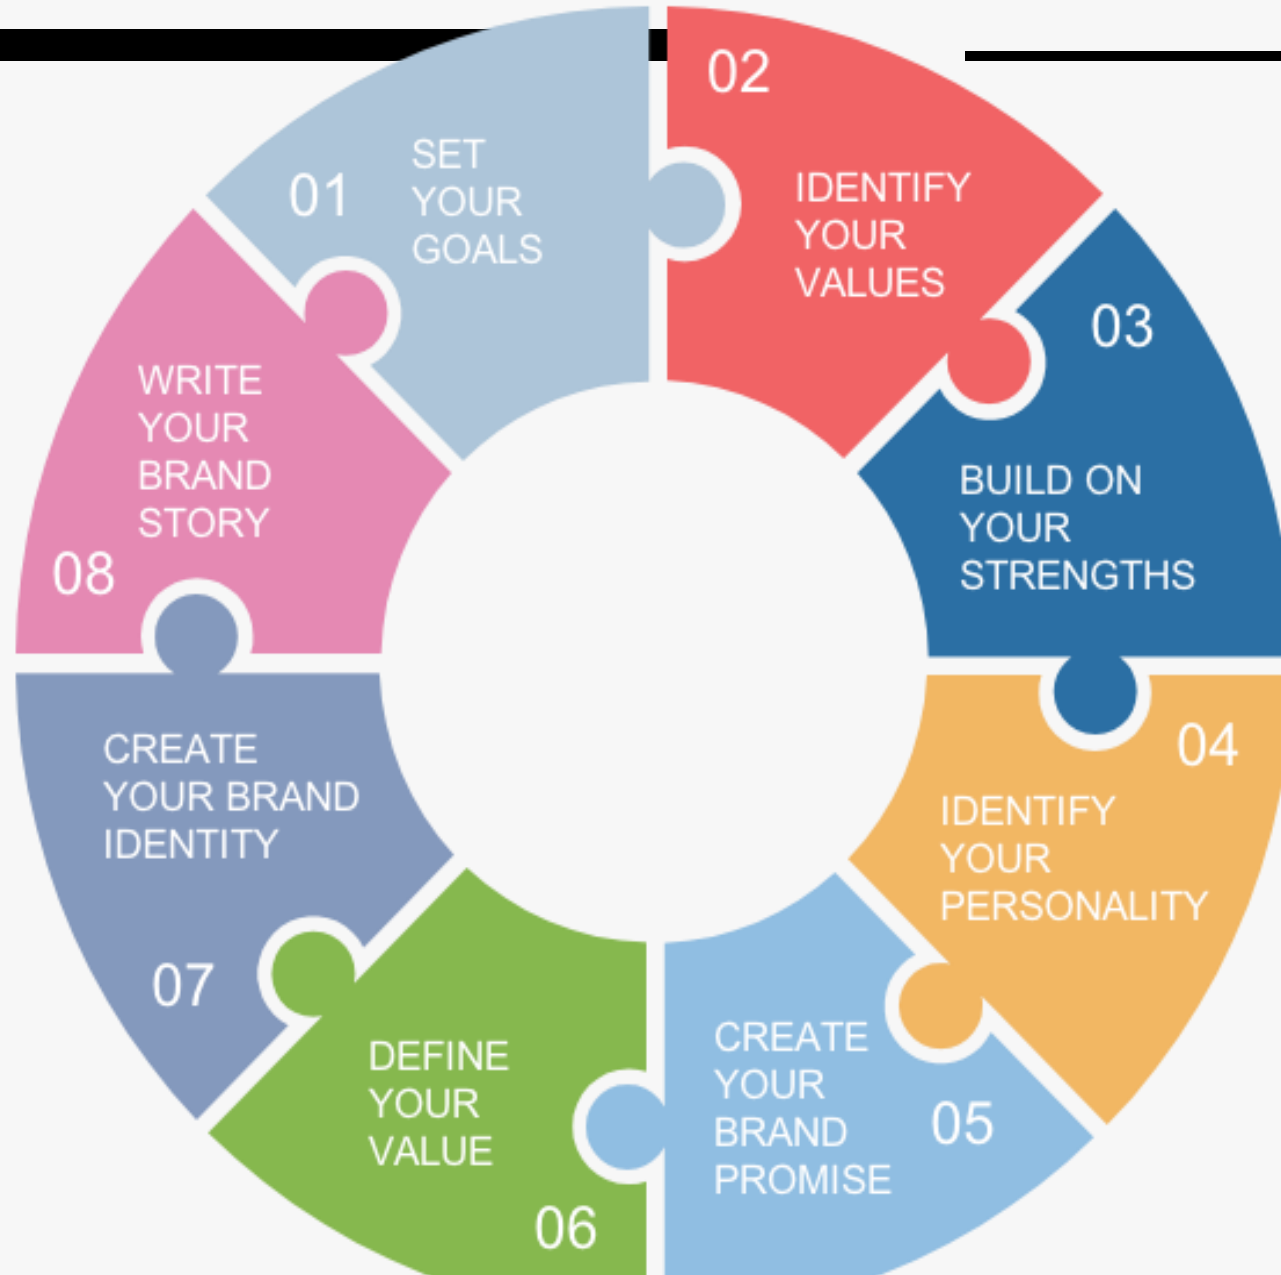 01
SET
YOUR
GOALS
02
IDENTIFY
YOUR
VALUES
03
BUILD ON
YOUR
STRENGTHS
04
IDENTIFY
YOUR
PERSONALITY
05
CREATE
YOUR
BRAND
PROMISE
06
DEFINE
YOUR
VALUE
07
CREATE
YOUR BRAND
IDENTITY
08
WRITE
YOUR
BRAND
STORY